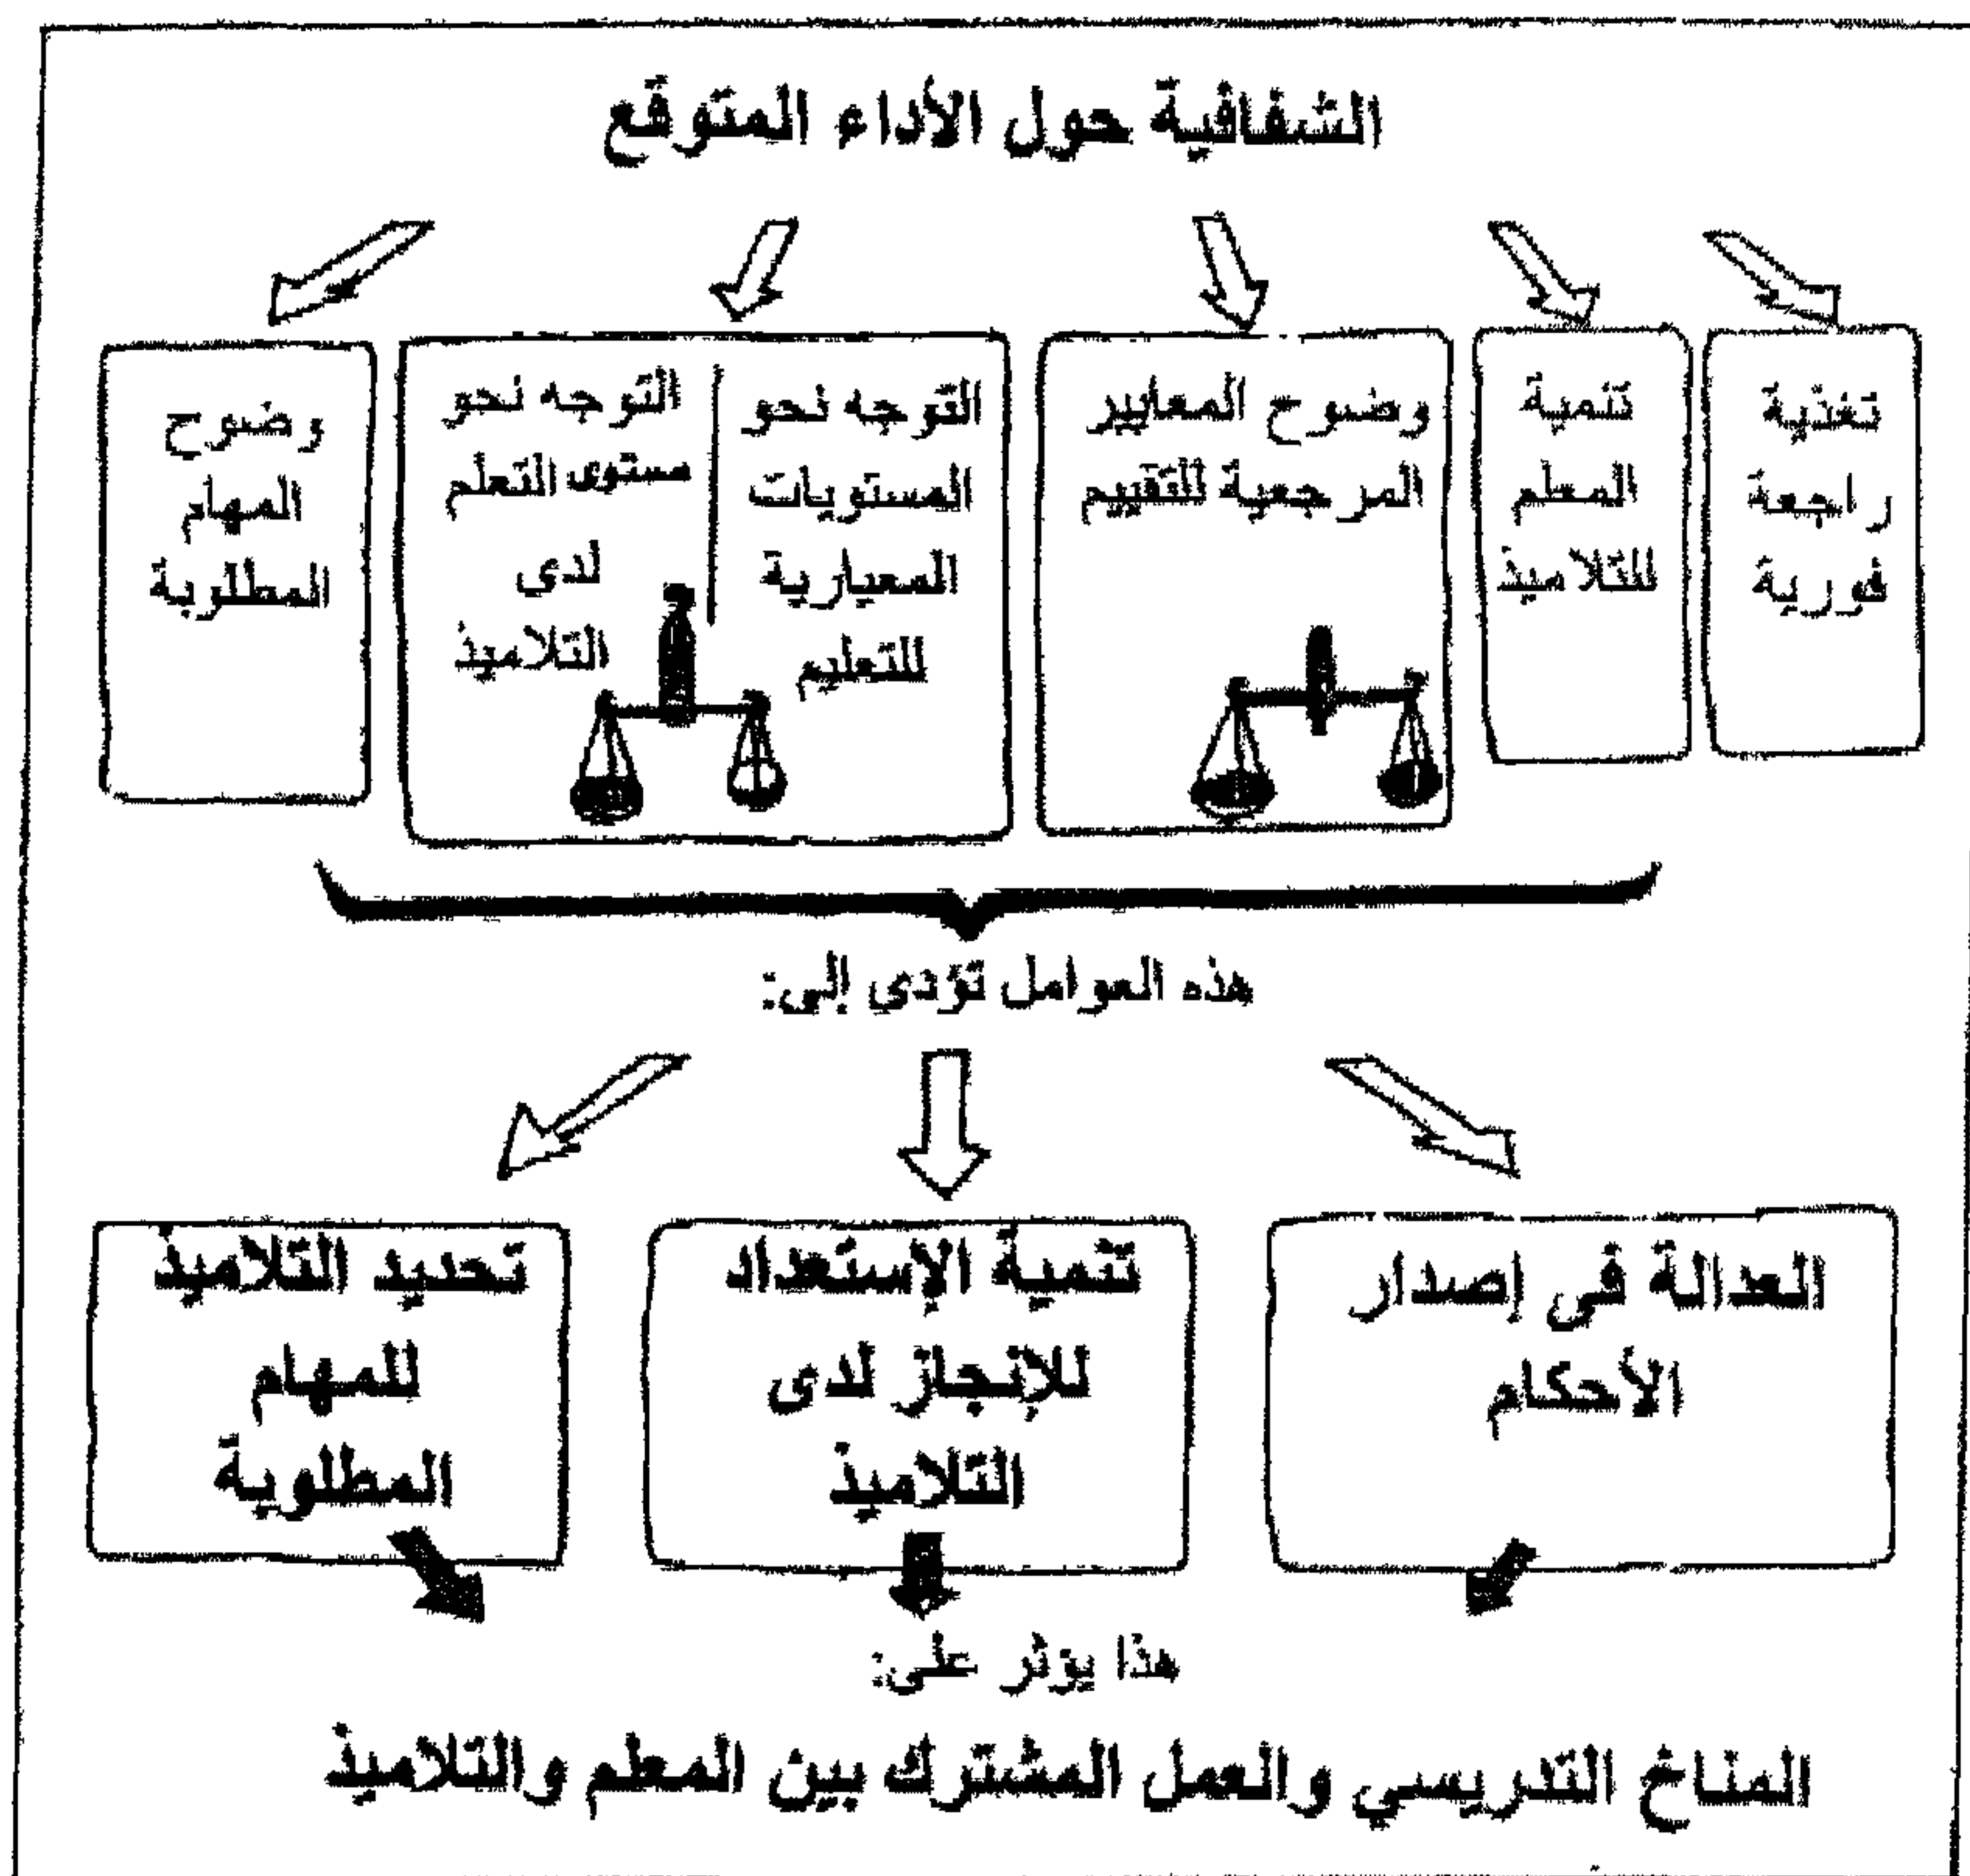 الشفافية حول الأداء المتوقع
تغذية
راجعة
فورية
تنمية
المعلم
للتلاميذ
وضوح المعايير
المرجعية للتقييم
التوجه نحو
المستويات
المعيارية
للتعليم
التوجه نحو
مستوى التعلم
لدى
التلاميذ
وضوح
المهام
المطلوبة
هذه العوامل تؤدي إلى:
العدالة فى إصدار
الأحكام
تنمية الإستعداد
للإنجاز لدى
التلاميذ
تحديد التلاميذ
للمهام
المطلوبة
هذا يؤثر على:
المناخ التدريسي والعمل المشترك بين المعلم والتلاميذ